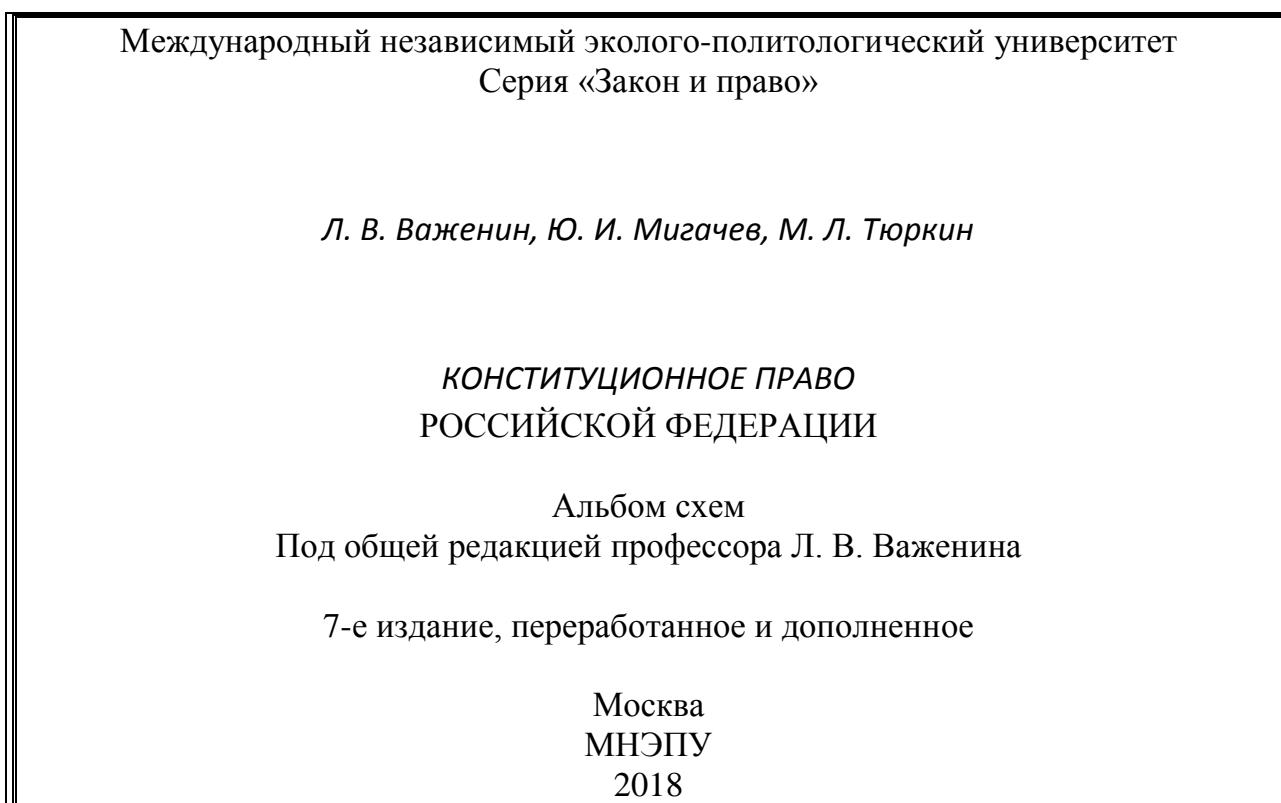 Международный независимый эколого-политологический университет
Серия «Закон и право»
Л. В. Важенин, Ю. И. Мигачев, М. Л. Тюркин
КОНСТИТУЦИОННОЕ ПРАВО
РОССИЙСКОЙ ФЕДЕРАЦИИ
Альбом схем
Под общей редакцией профессора Л. В. Важенина
7-е издание, переработанное и дополненное
Москва
МНЭПУ
2018